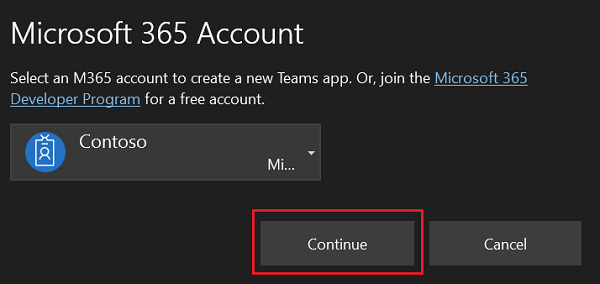 Microsoft 365 Account
Select an M365 account to create a new Teams app. Or, join the Microsoft 365
Developer Program for a free account.
Contoso
Mi...
Continue
Cancel